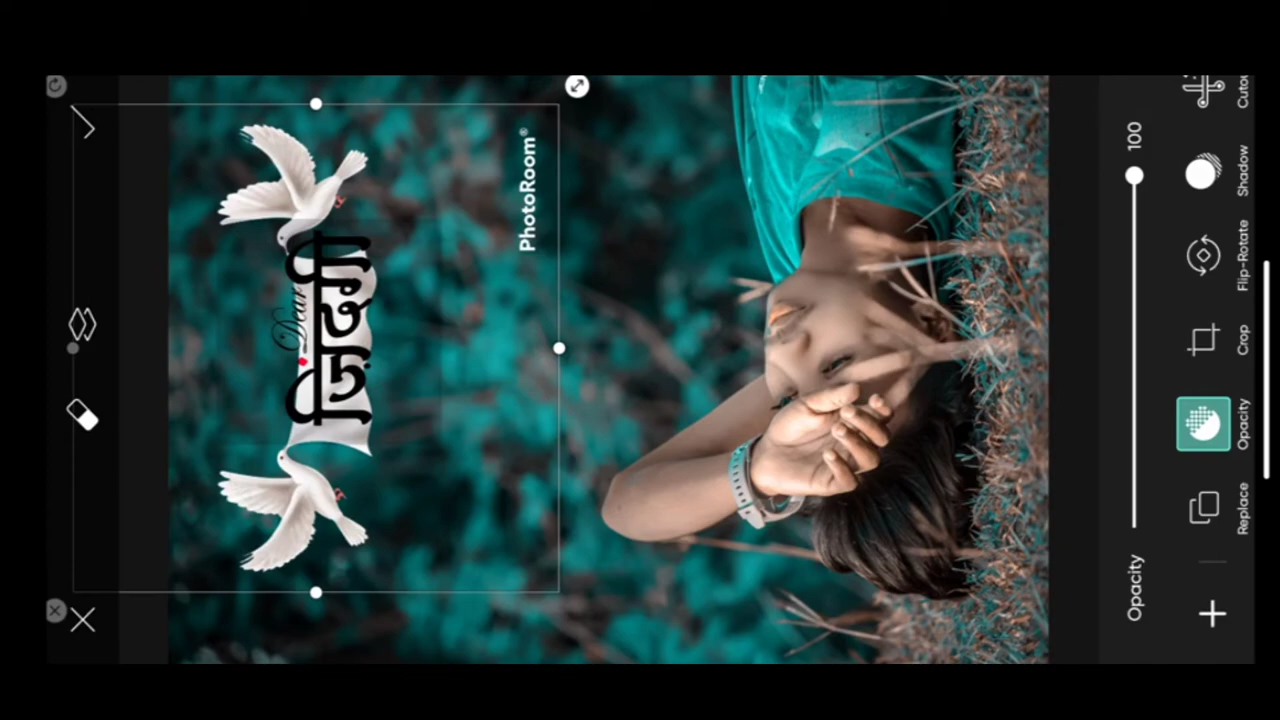 Dear
ज़िंदगी
PhotoRoom®
Opacity 100
Replace Opacity Crop Flip-Rotate Shadow